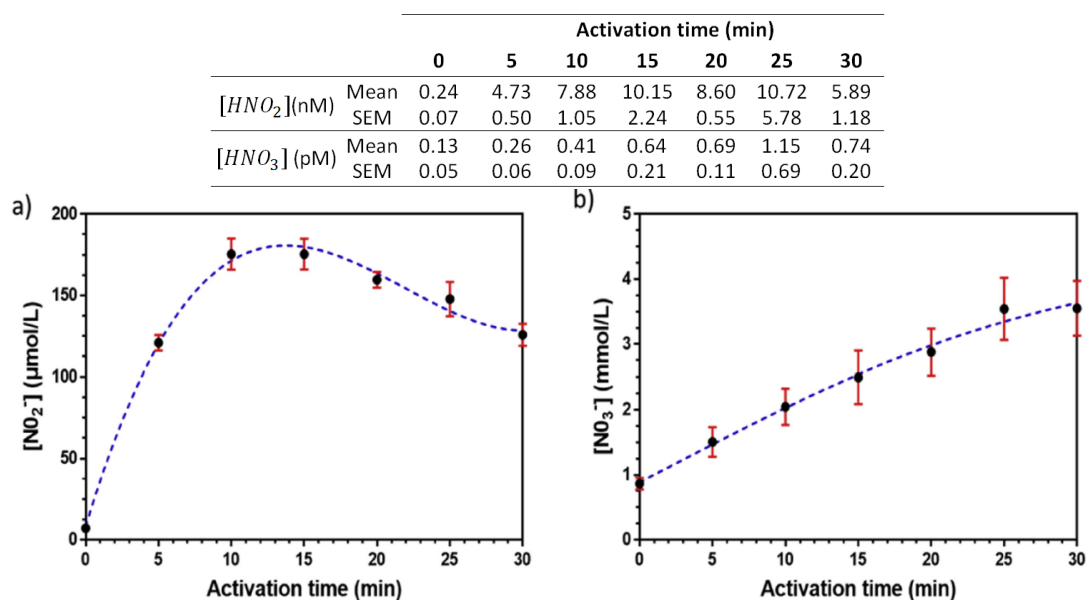 Activation time (min)
0 5 10 15 20 25 30
[HNO₂](nM) Mean 0.24 4.73 7.88 10.15 8.60 10.72 5.89
SEM 0.07 0.50 1.05 2.24 0.55 5.78 1.18
[HNO₃] (pM) Mean 0.13 0.26 0.41 0.64 0.69 1.15 0.74
SEM 0.05 0.06 0.09 0.21 0.11 0.69 0.20
a)
[N0₂⁻] (µmol/L)
200
150
100
50
0
0 5 10 15 20 25 30
Activation time (min)
b)
[N0₃⁻] (mmol/L)
5
4
3
2
1
0
0 5 10 15 20 25 30
Activation time (min)